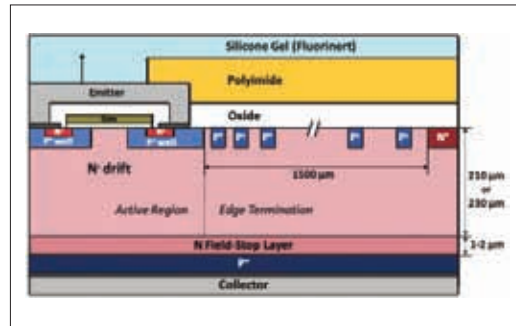 Silicone Gel (Fluorinert)
Polyimide
Emitter
Oxide
P⁺ P⁺ P⁺ P⁺ P⁺ N⁺
P well P well
N⁻ drift
1500 µm
210 µm
or
230 µm
Active Region Edge Termination
N Field-Stop Layer
1-2 µm
P⁺
Collector